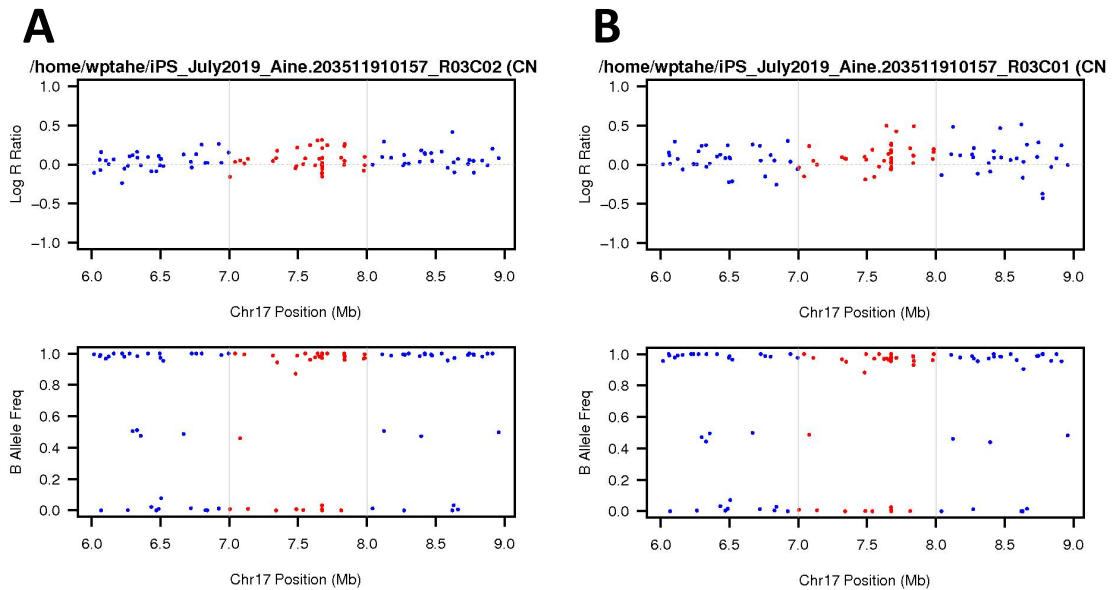 A
B
/home/wptahe/iPS_July2019_Aine.203511910157_R03C02 (CN
/home/wptahe/iPS_July2019_Aine.203511910157_R03C01 (CN
Log R Ratio
1.0
0.5
0.0
−0.5
−1.0
6.0 6.5 7.0 7.5 8.0 8.5 9.0
Chr17 Position (Mb)
Log R Ratio
1.0
0.5
0.0
−0.5
−1.0
6.0 6.5 7.0 7.5 8.0 8.5 9.0
Chr17 Position (Mb)
B Allele Freq
1.0
0.8
0.6
0.4
0.2
0.0
6.0 6.5 7.0 7.5 8.0 8.5 9.0
Chr17 Position (Mb)
B Allele Freq
1.0
0.8
0.6
0.4
0.2
0.0
6.0 6.5 7.0 7.5 8.0 8.5 9.0
Chr17 Position (Mb)